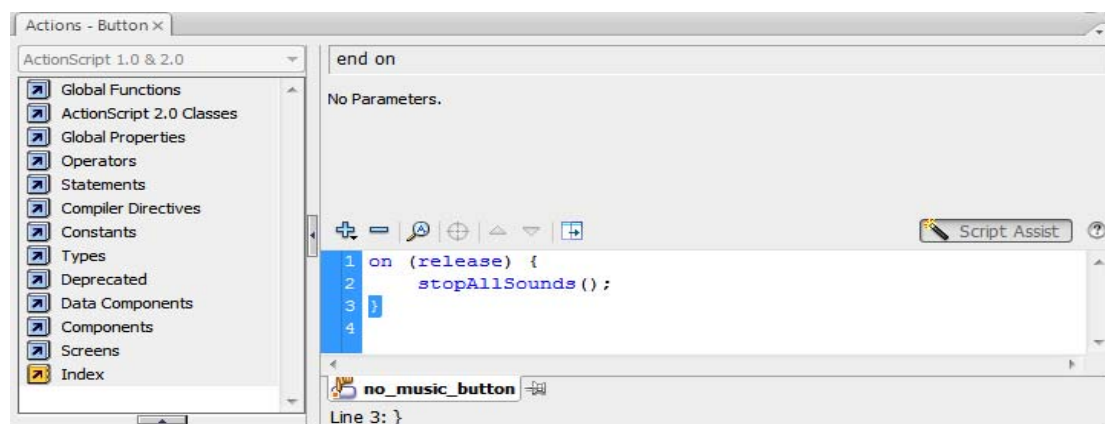 Actions - Button ×
ActionScript 1.0 & 2.0
Global Functions
ActionScript 2.0 Classes
Global Properties
Operators
Statements
Compiler Directives
Constants
Types
Deprecated
Data Components
Components
Screens
Index
end on
No Parameters.
Script Assist
1 on (release) {
2 stopAllSounds();
3 }
4
no_music_button
Line 3: }